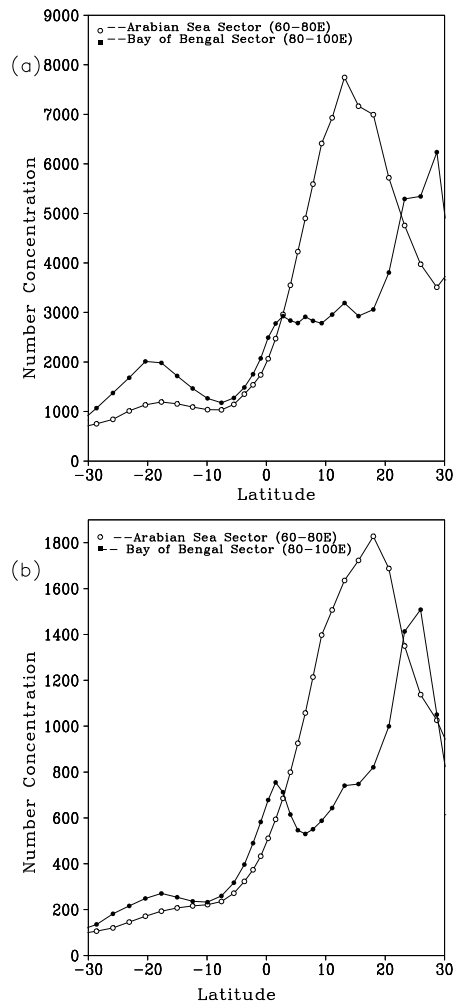 (a)
Number Concentration
9000
8000
7000
6000
5000
4000
3000
2000
1000
0
−−Arabian Sea Sector (60−80E)
−−Bay of Bengal Sector (80−100E)
−30 −20 −10 0 10 20 30
Latitude
(b)
Number Concentration
1800
1600
1400
1200
1000
800
600
400
200
0
−−Arabian Sea Sector (60−80E)
−− Bay of Bengal Sector (80−100E)
−30 −20 −10 0 10 20 30
Latitude